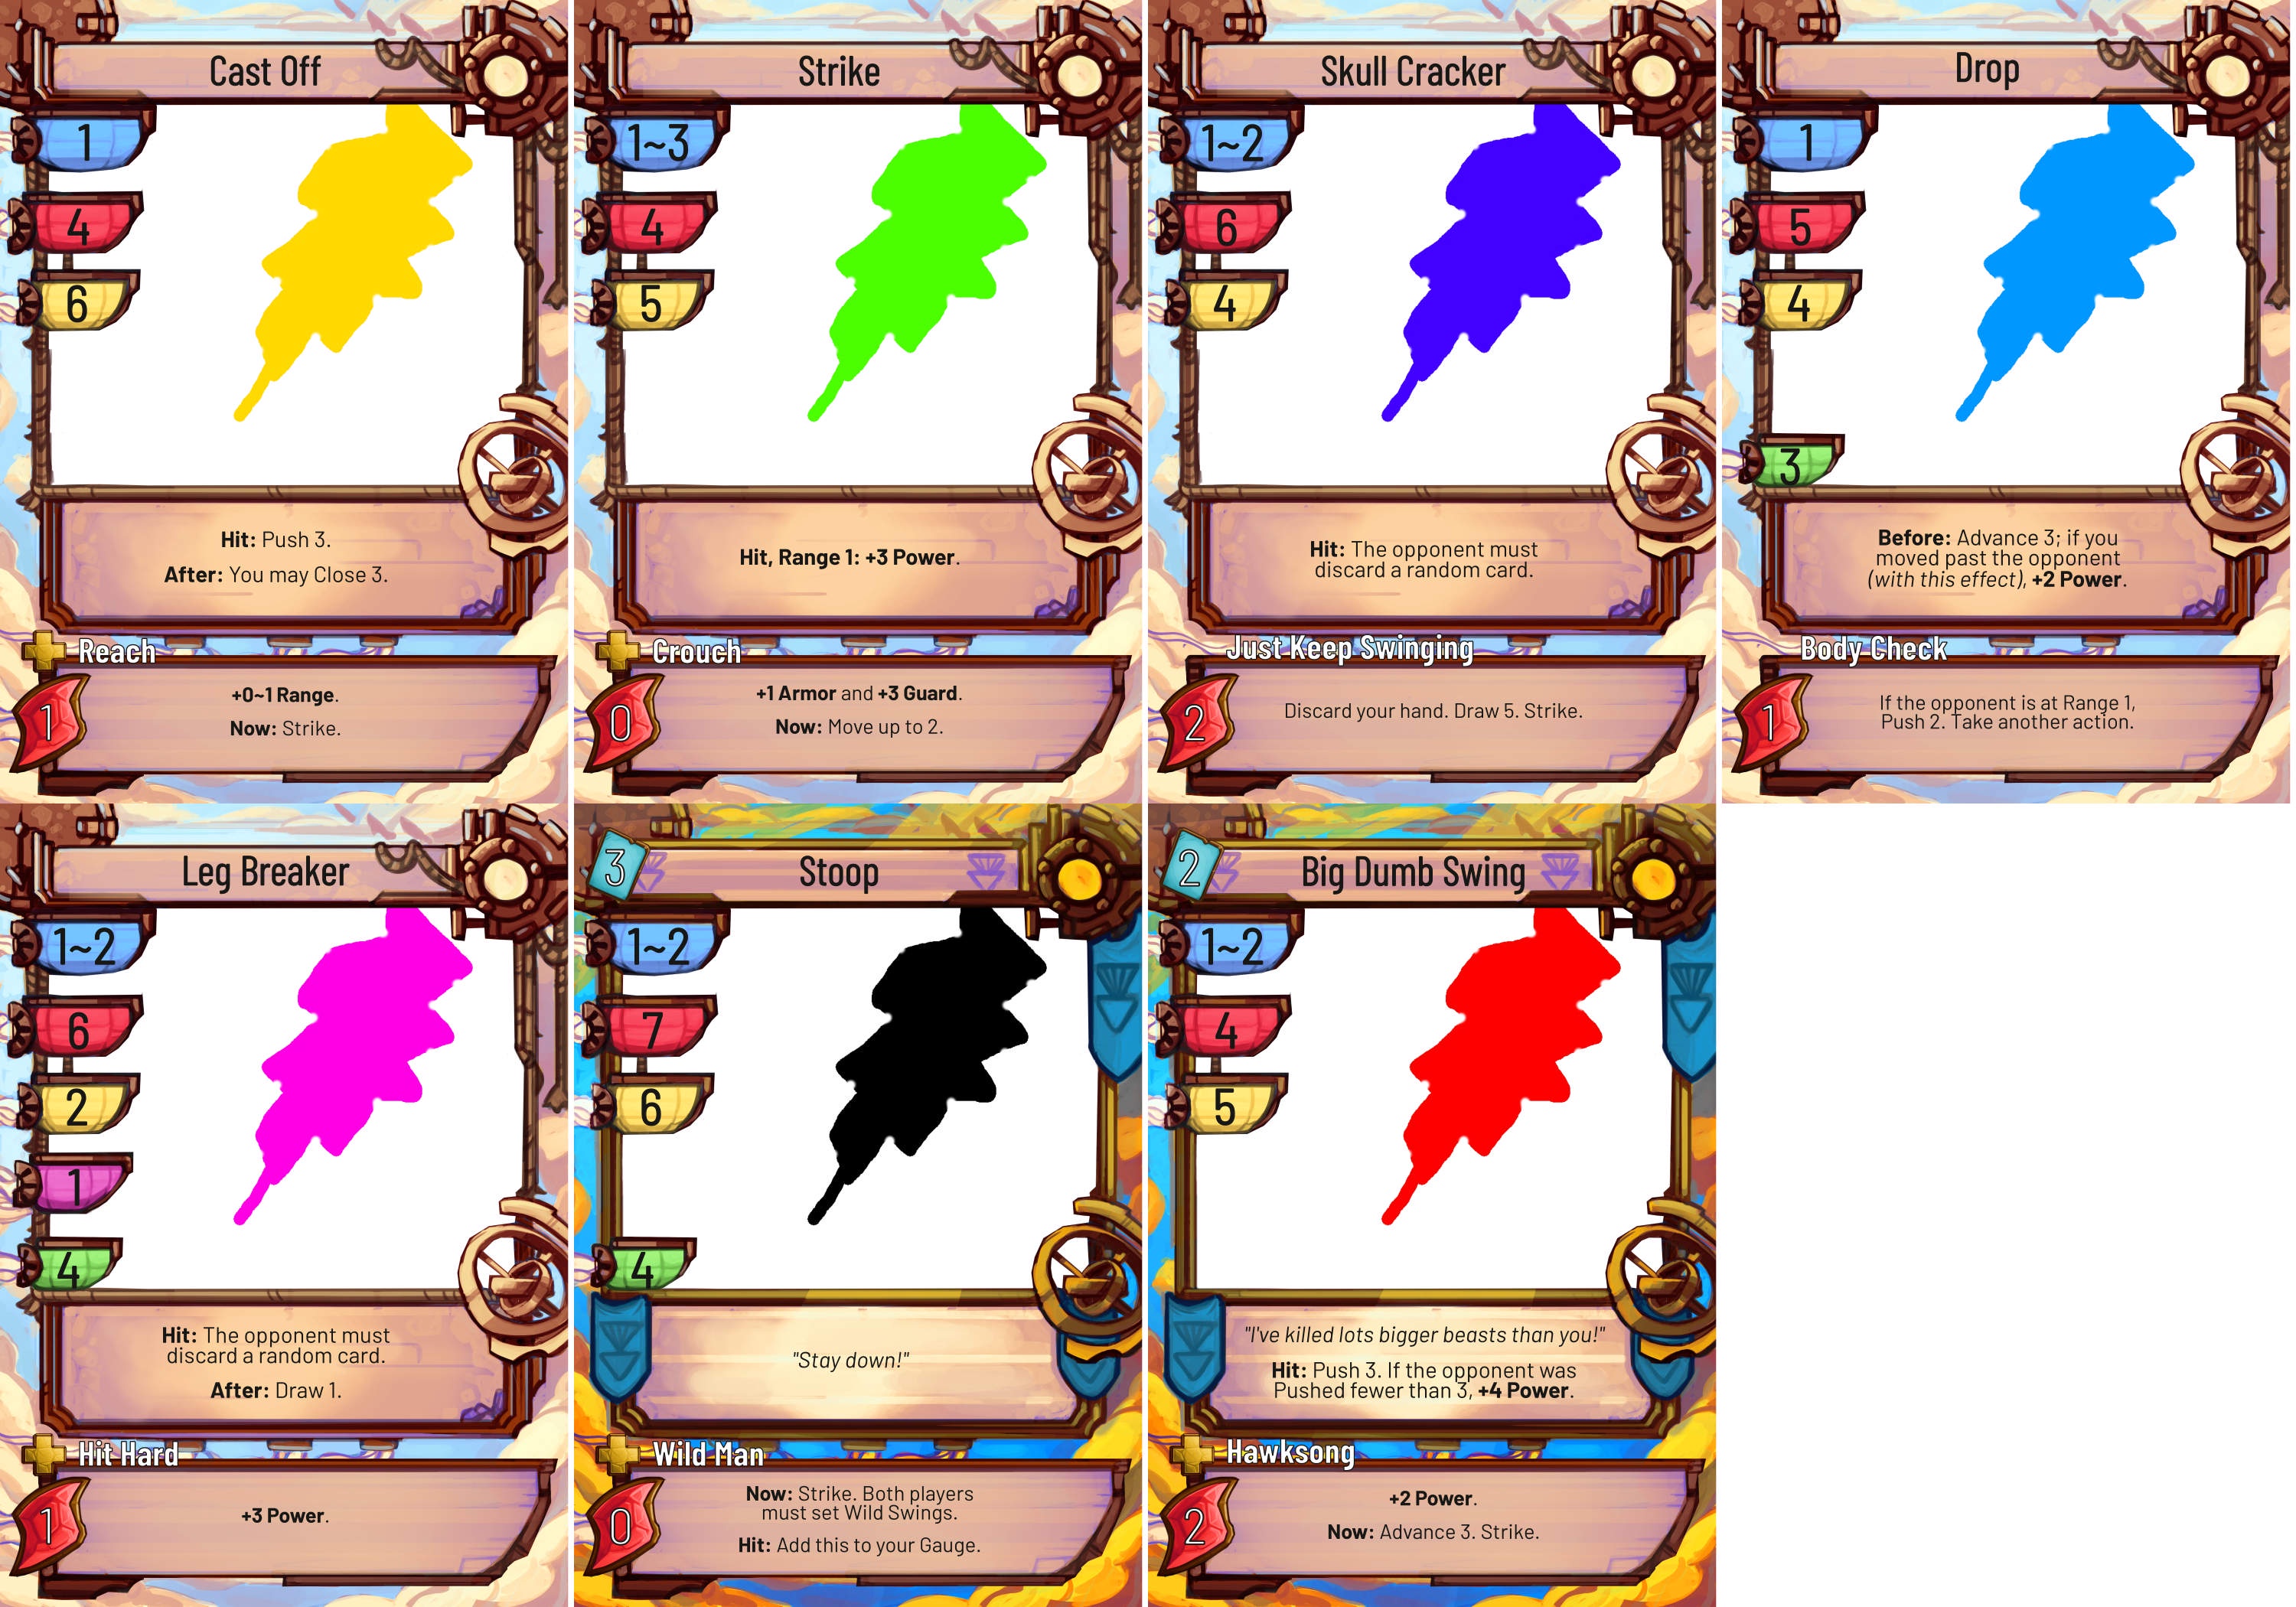 Cast Off
1
4
6
Hit: Push 3.
After: You may Close 3.
Reach
+0~1 Range.
1
Now: Strike.
Strike
1~3
4
5
Hit, Range 1: +3 Power.
Crouch
+1 Armor and +3 Guard.
0
Now: Move up to 2.
Skull Cracker
1~2
6
4
Hit: The opponent must
discard a random card.
Just Keep Swinging
2
Discard your hand. Draw 5. Strike.
Drop
1
5
4
3
Before: Advance 3; if you
moved past the opponent
(with this effect), +2 Power.
Body Check
1
If the opponent is at Range 1,
Push 2. Take another action.
Leg Breaker
1~2
6
2
1
4
Hit: The opponent must
discard a random card.
After: Draw 1.
Hit Hard
1
+3 Power.
3
Stoop
1~2
7
6
4
"Stay down!"
Wild Man
Now: Strike. Both players
must set Wild Swings.
0
Hit: Add this to your Gauge.
2
Big Dumb Swing
1~2
4
5
"I've killed lots bigger beasts than you!"
Hit: Push 3. If the opponent was
Pushed fewer than 3, +4 Power.
Hawksong
+2 Power.
2
Now: Advance 3. Strike.